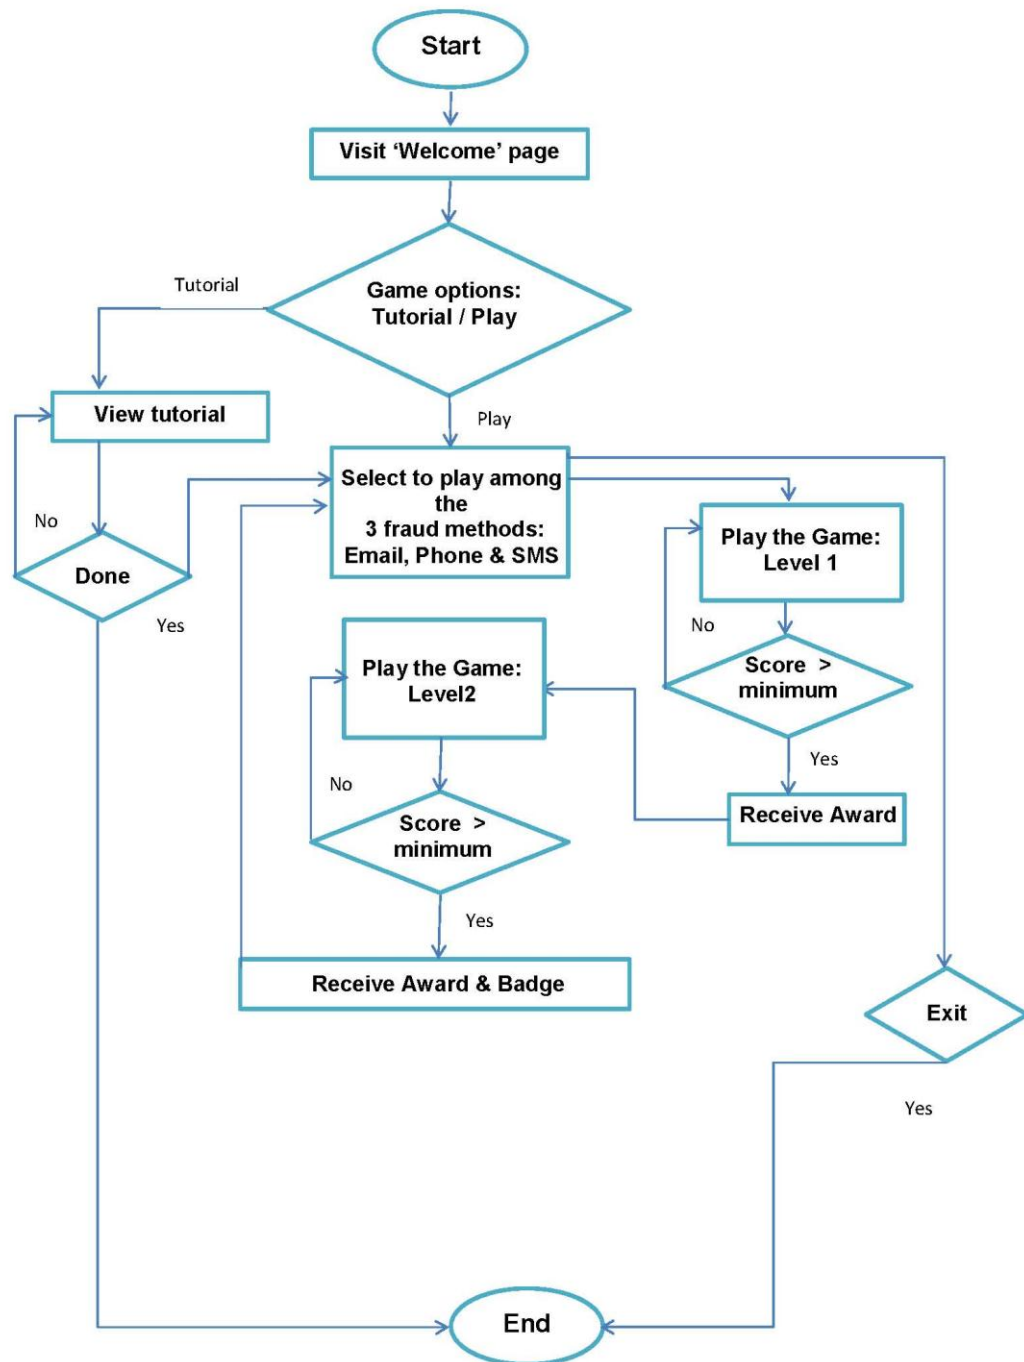 Start
Visit ‘Welcome’ page
Game options:
Tutorial / Play
Tutorial
View tutorial
Play
Select to play among
the
3 fraud methods:
Email, Phone & SMS
Play the Game:
Level 1
No
Done
Yes
No
Score >
minimum
Play the Game:
Level2
Yes
No
Receive Award
Score >
minimum
Yes
Receive Award & Badge
Exit
Yes
End